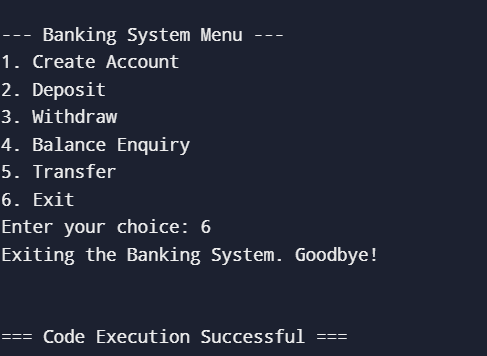 --- Banking System Menu ---
1. Create Account
2. Deposit
3. Withdraw
4. Balance Enquiry
5. Transfer
6. Exit
Enter your choice: 6
Exiting the Banking System. Goodbye!
=== Code Execution Successful ===